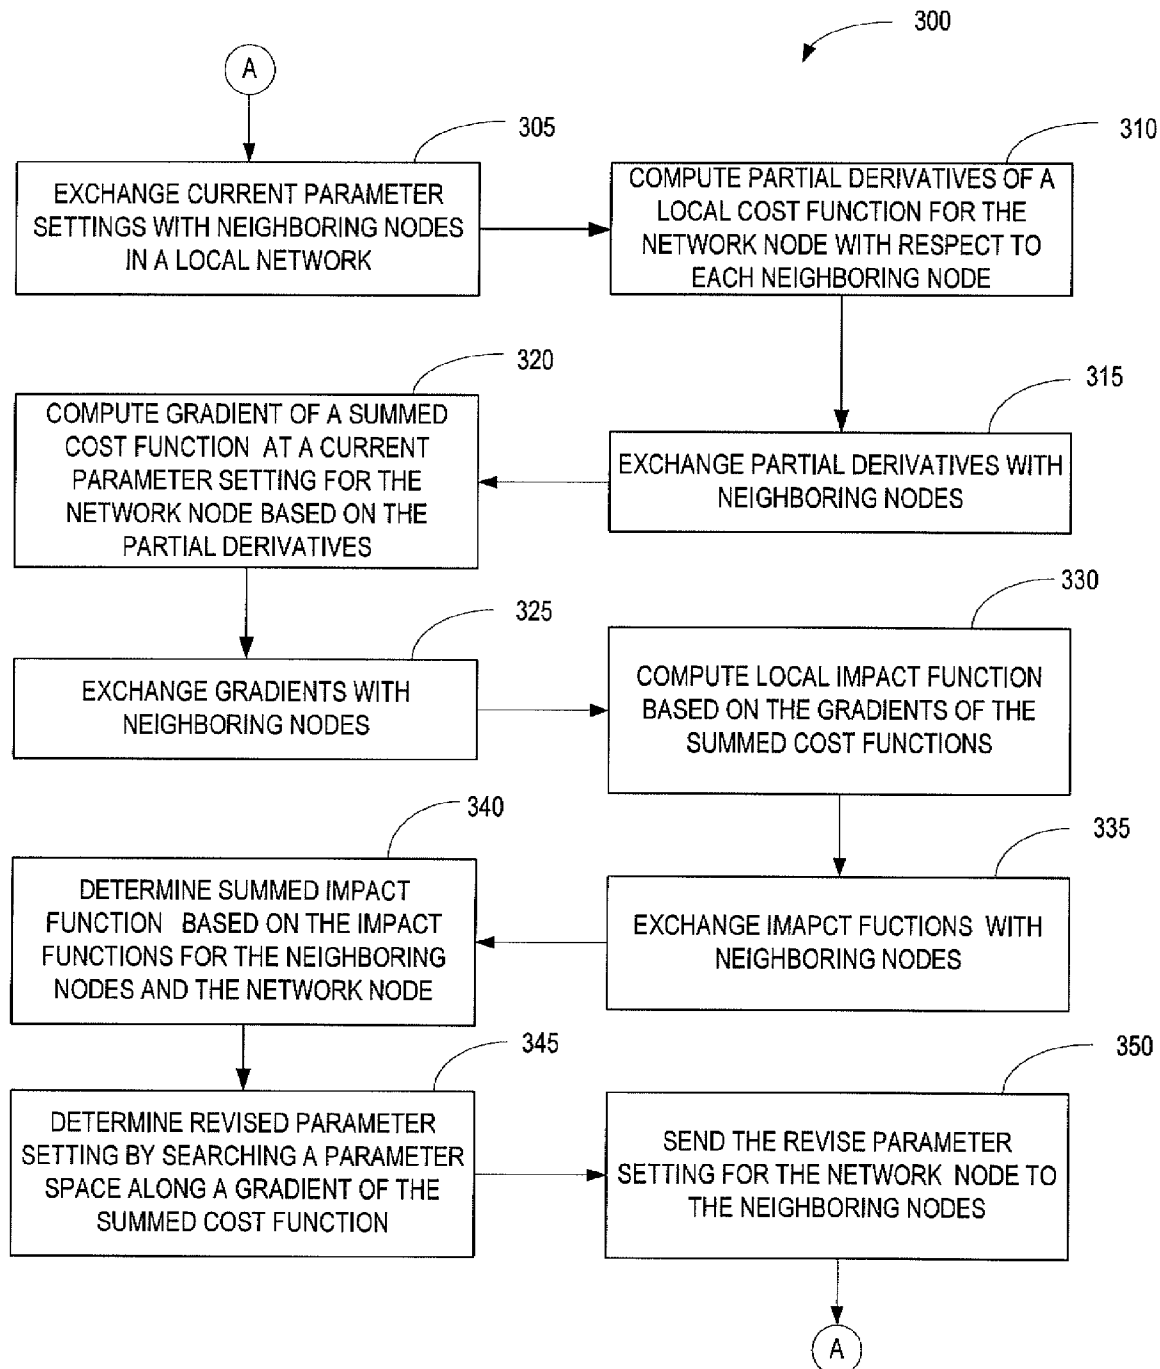 300
A
305
EXCHANGE CURRENT PARAMETER
SETTINGS WITH NEIGHBORING NODES
IN A LOCAL NETWORK
310
COMPUTE PARTIAL DERIVATIVES OF A
LOCAL COST FUNCTION FOR THE
NETWORK NODE WITH RESPECT TO
EACH NEIGHBORING NODE
315
EXCHANGE PARTIAL DERIVATIVES WITH
NEIGHBORING NODES
320
COMPUTE GRADIENT OF A SUMMED
COST FUNCTION AT A CURRENT
PARAMETER SETTING FOR THE
NETWORK NODE BASED ON THE
PARTIAL DERIVATIVES
325
EXCHANGE GRADIENTS WITH
NEIGHBORING NODES
330
COMPUTE LOCAL IMPACT FUNCTION
BASED ON THE GRADIENTS OF THE
SUMMED COST FUNCTIONS
335
EXCHANGE IMAPCT FUCTIONS WITH
NEIGHBORING NODES
340
DETERMINE SUMMED IMPACT
FUNCTION BASED ON THE IMPACT
FUNCTIONS FOR THE NEIGHBORING
NODES AND THE NETWORK NODE
345
DETERMINE REVISED PARAMETER
SETTING BY SEARCHING A PARAMETER
SPACE ALONG A GRADIENT OF THE
SUMMED COST FUNCTION
350
SEND THE REVISE PARAMETER
SETTING FOR THE NETWORK NODE TO
THE NEIGHBORING NODES
A